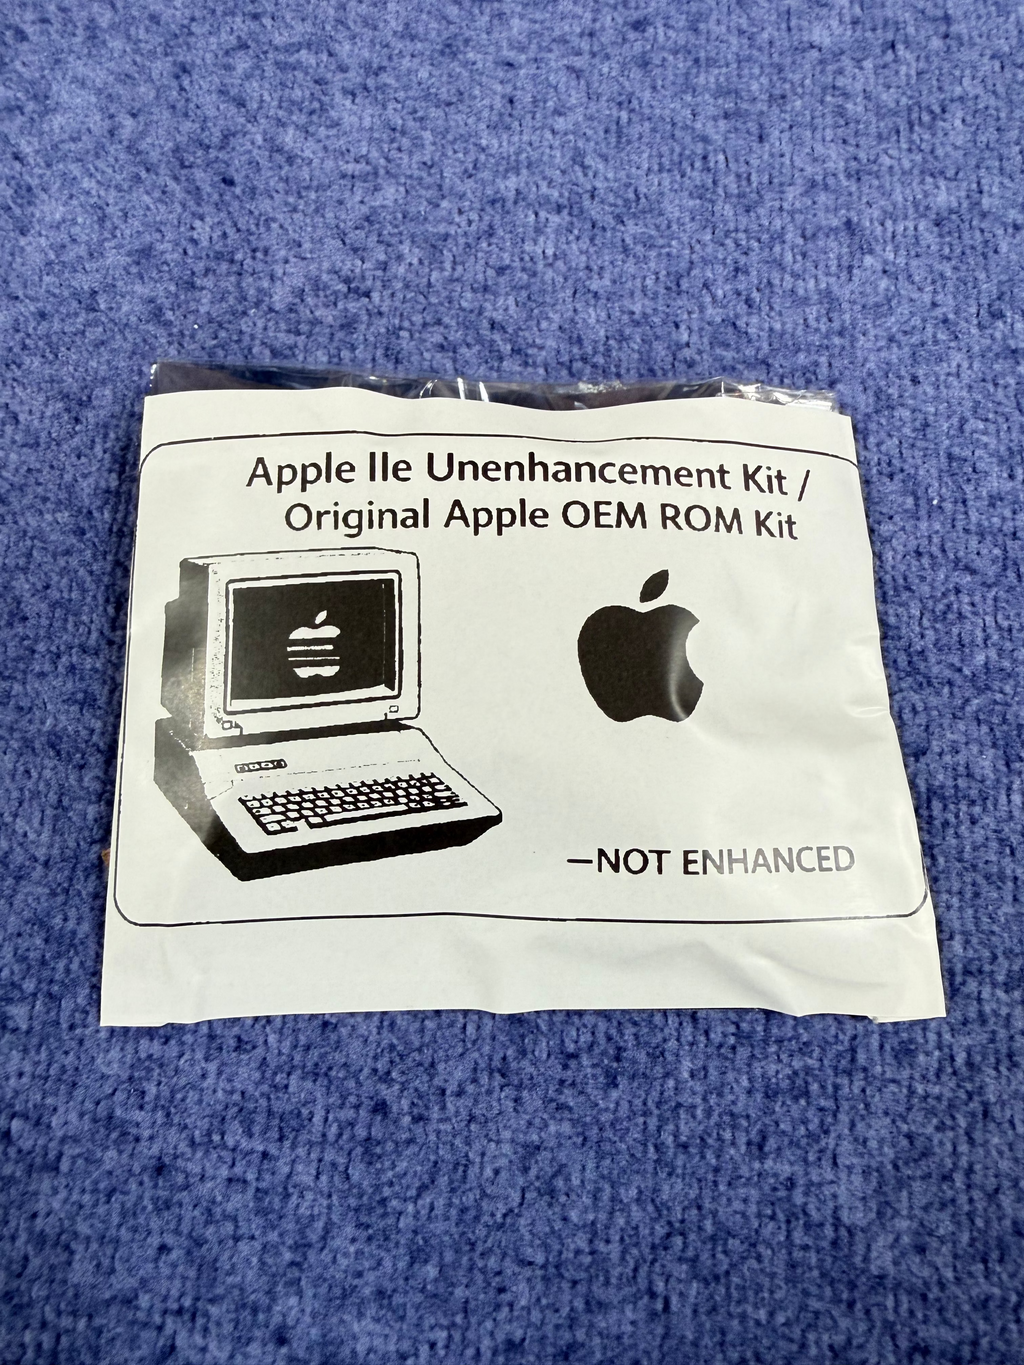 Apple IIe Unenhancement Kit /
Original Apple OEM ROM Kit
—NOT ENHANCED